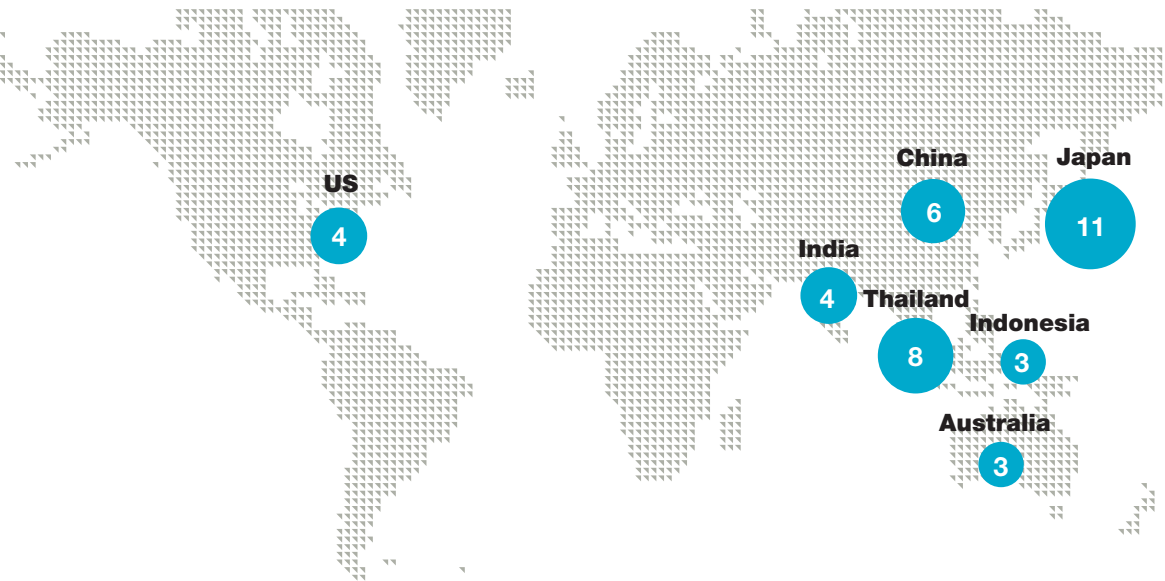 US
4
China
6
Japan
11
India
4
Thailand
8
Indonesia
3
Australia
3